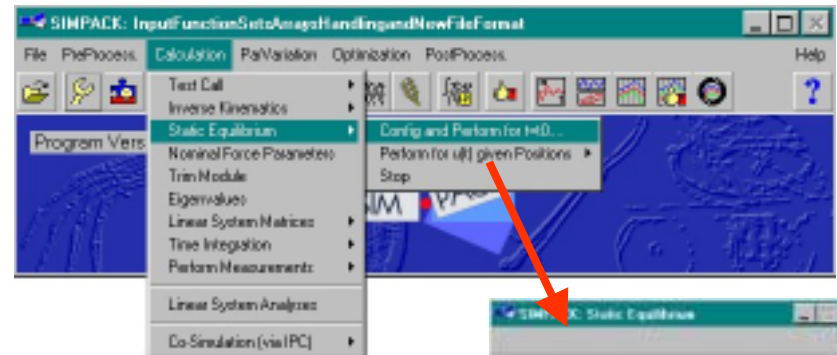 SIMPACK: InputFunctionSetsArraysHandlingandNewFileFormat
File PreProcess. Calculation ParVariation Optimization PostProcess. Help
Program Vers
Test Call
Inverse Kinematics
Static Equilibrium
Nominal Force Parameters
Trim Module
Eigenvalues
Linear System Matrices
Time Integration
Perform Measurements
Linear System Analyses
Co-Simulation (via IPC)
Config and Perform for t=0...
Perform for u(t) given Positions
Stop
SIMPACK: Static Equilibrium